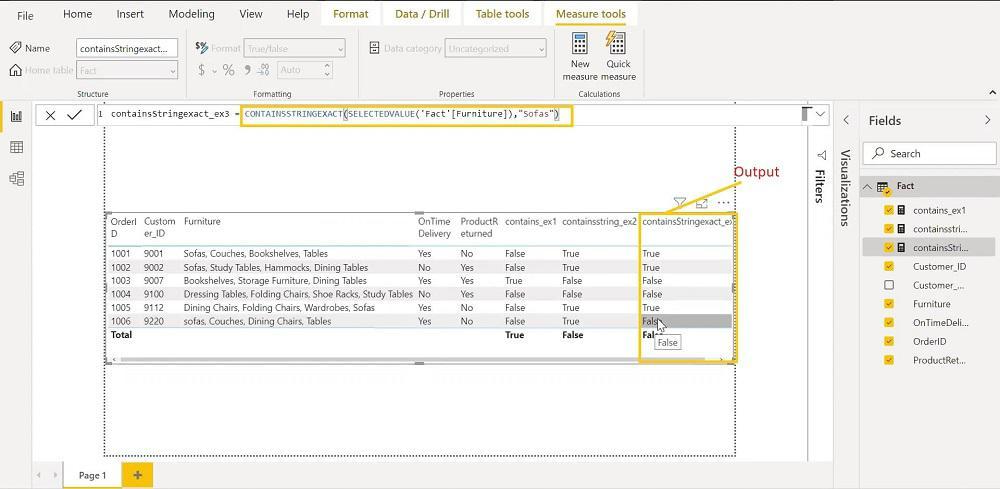 File Home Insert Modeling View Help Format Data / Drill Table tools Measure tools
Name containsStringexact...
Home table Fact
Structure
Format True/false
$ % 9 Auto
Formatting
Data category Uncategorized
Properties
New measure
Quick measure
Calculations
1 containsStringexact_ex3 = CONTAINSSTRINGEXACT(SELECTEDVALUE('Fact'[Furniture]),"Sofas")
Output
OrderI D Custom er_ID Furniture OnTime Delivery ProductR eturned contains_ex1 containsstring_ex2 containsStringexact_ex
1001 9001 Sofas, Couches, Bookshelves, Tables Yes No False True True
1002 9002 Sofas, Study Tables, Hammocks, Dining Tables No Yes False True True
1003 9007 Bookshelves, Storage Furniture, Dining Tables Yes Yes True False False
1004 9100 Dressing Tables, Folding Chairs, Shoe Racks, Study Tables No Yes False False False
1005 9112 Dining Chairs, Folding Chairs, Wardrobes, Sofas Yes No False True True
1006 9220 sofas, Couches, Dining Chairs, Tables Yes No False True False
Total True False False
False
Filters
Visualizations
Fields
Search
Fact
contains_ex1
containsstri...
containsStri...
Customer_ID
Customer_...
Furniture
OnTimeDeli...
OrderID
ProductRet...
Page 1